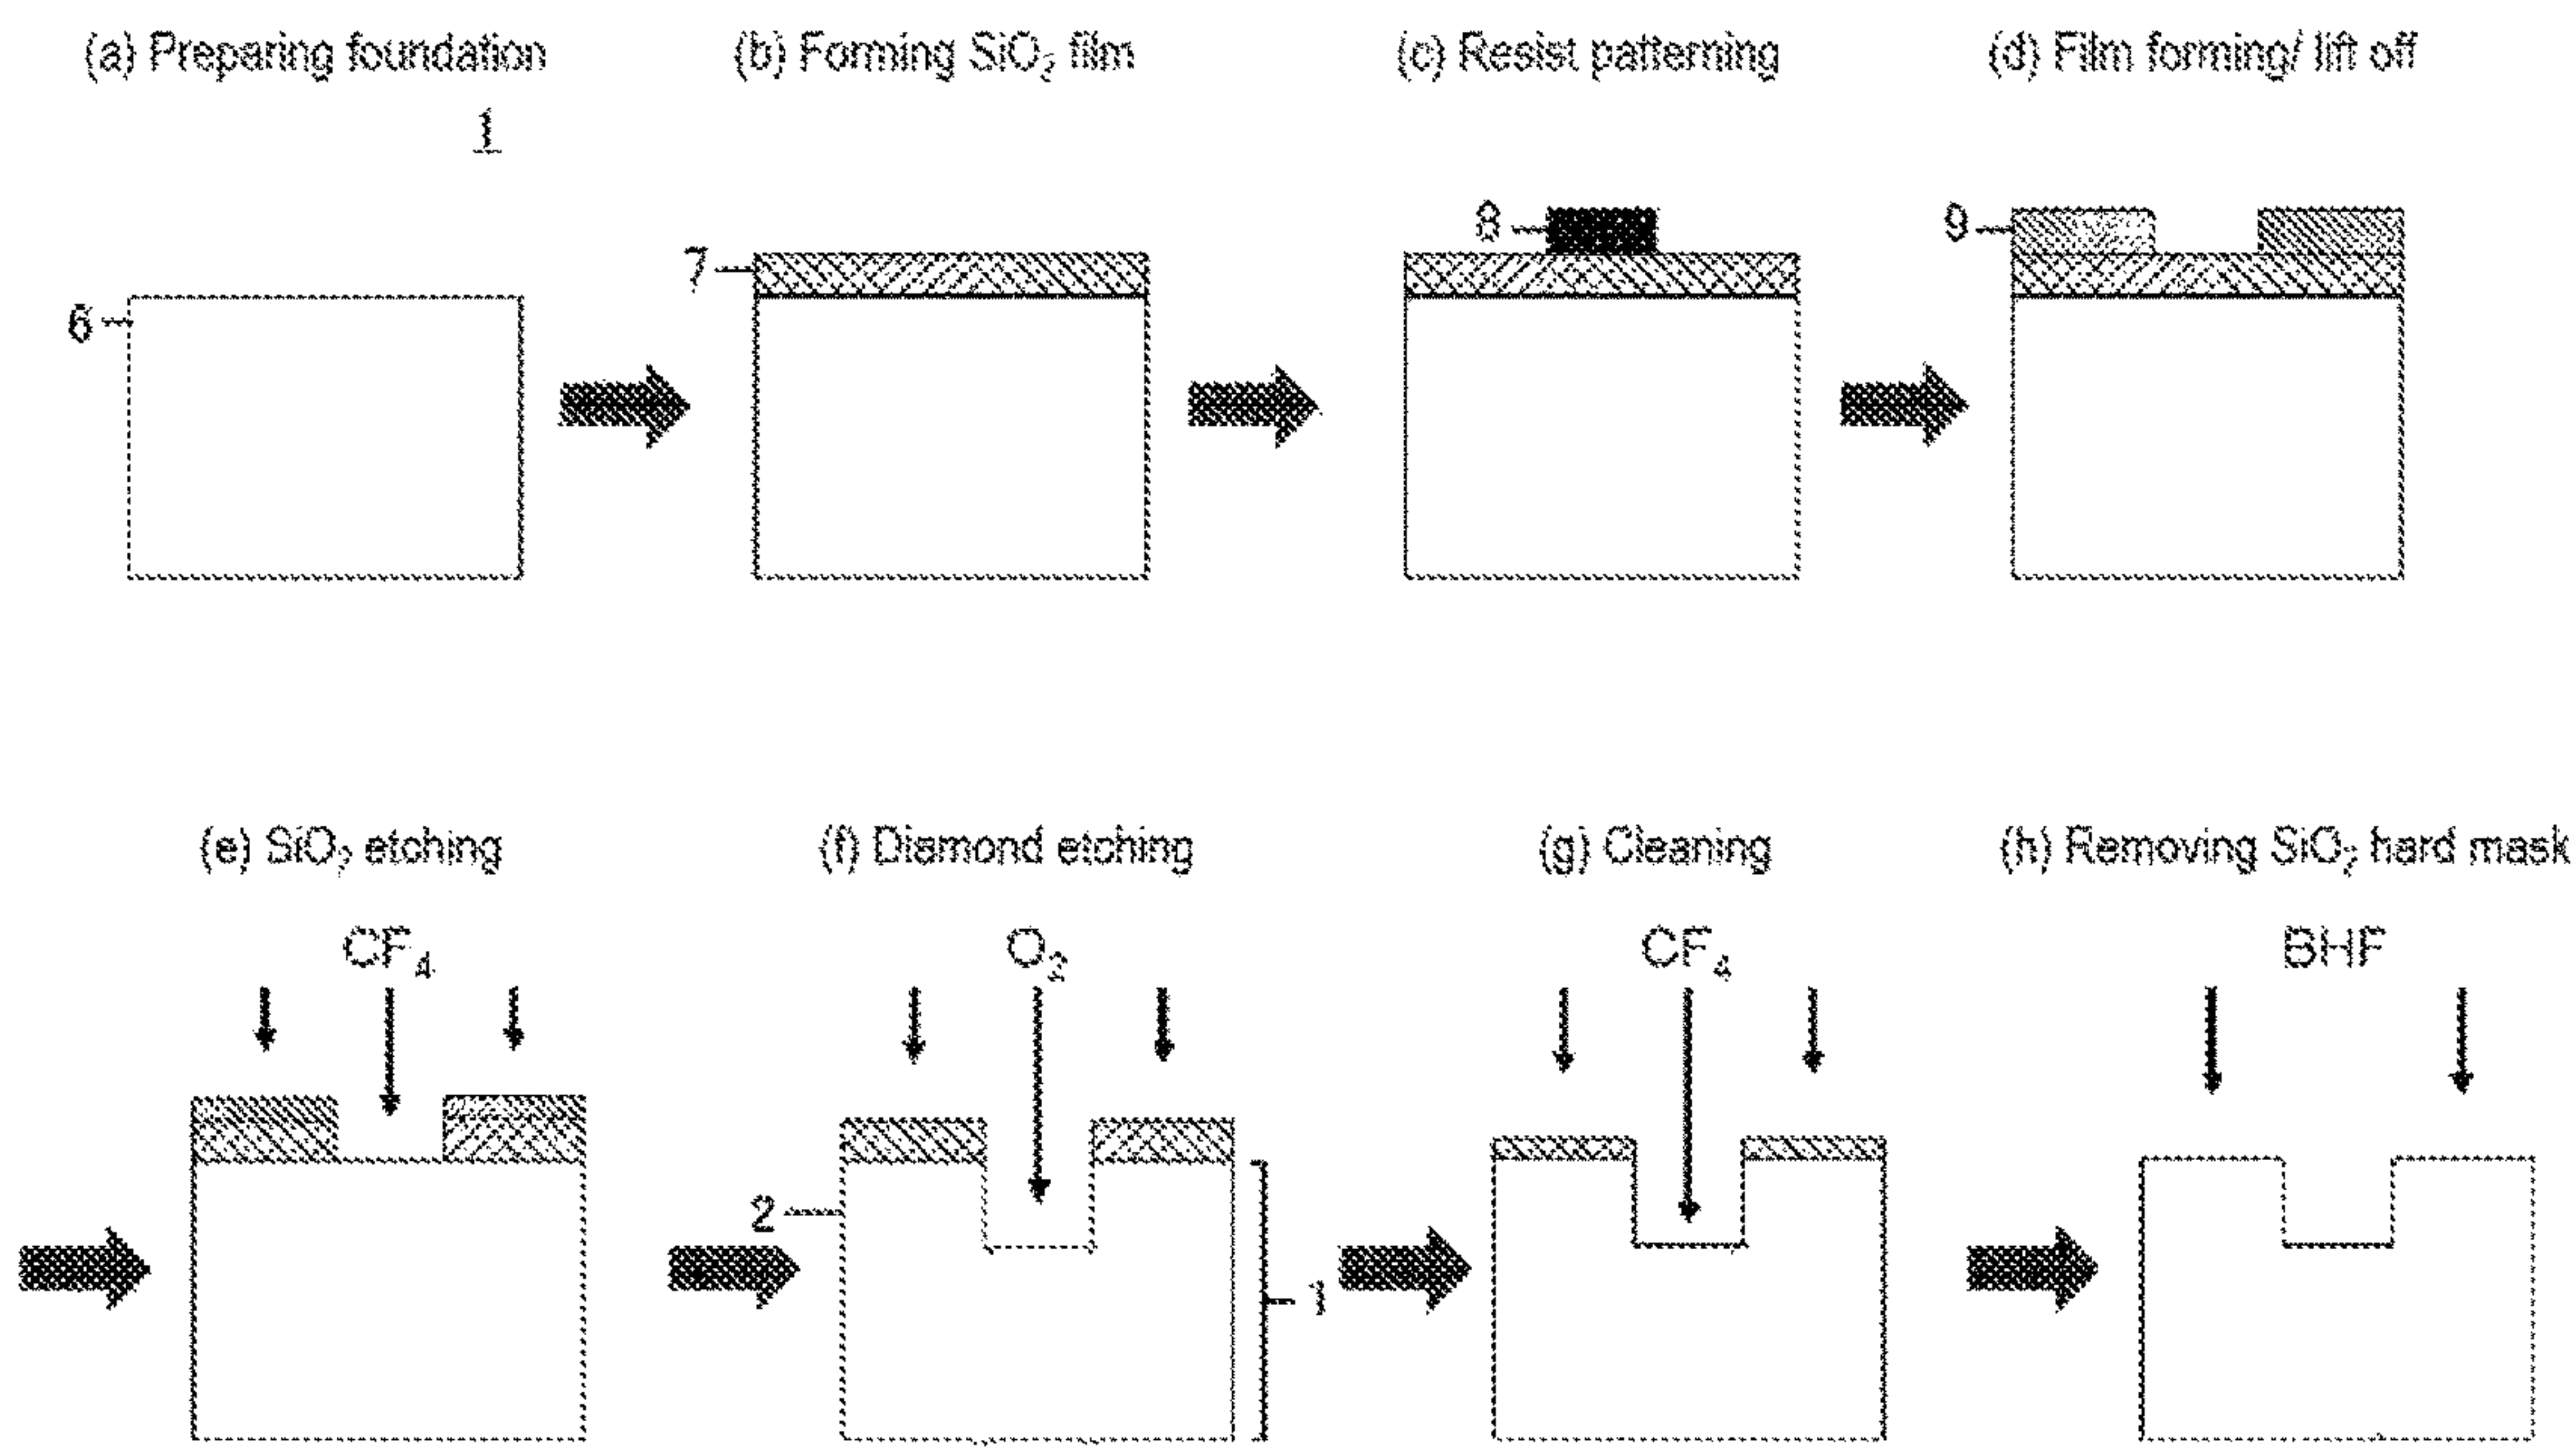 (a) Preparing foundation
(b) Forming SiO₂ film
(c) Resist patterning
(d) Film forming/ lift off
1
6
7
8
9
(e) SiO₂ etching
(f) Diamond etching
(g) Cleaning
(h) Removing SiO₂ hard mask
CF₄
O₂
CF₄
BHF
2
1